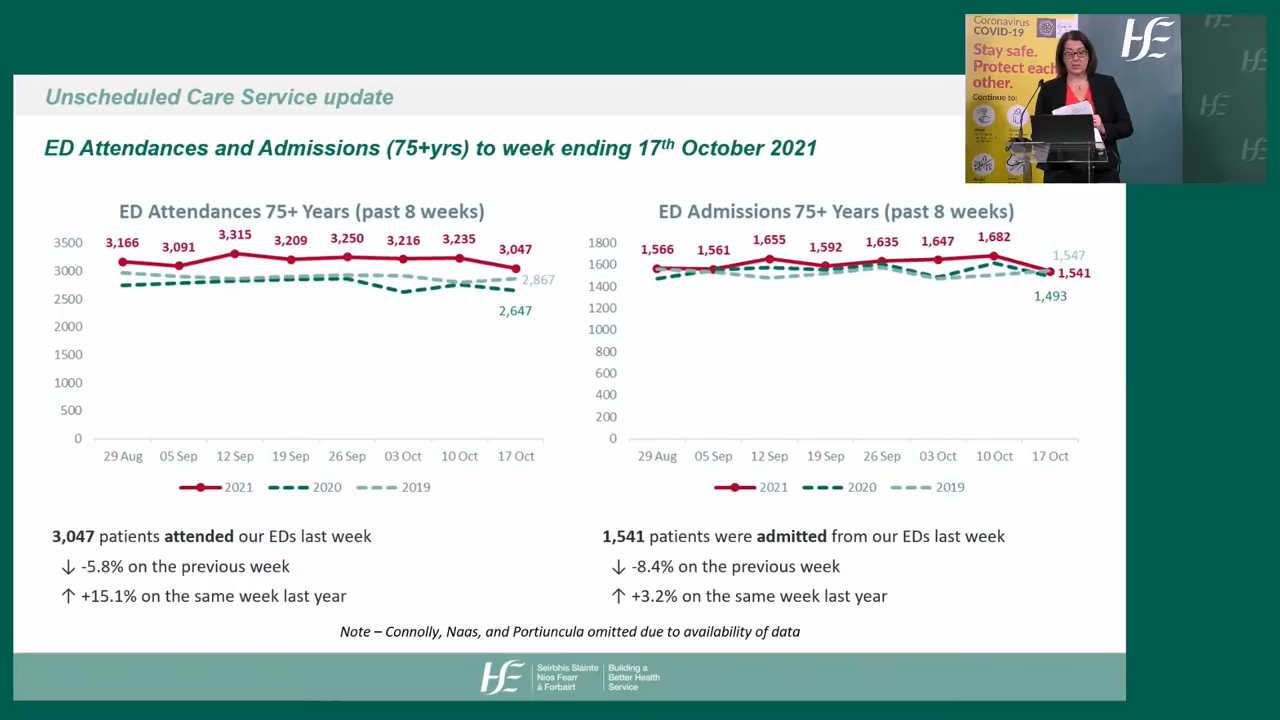 Unscheduled Care Service update
Coronavirus
COVID-19
Stay safe.
Protect each
other.
Continue to:
ED Attendances and Admissions (75+yrs) to week ending 17th October 2021
ED Attendances 75+ Years (past 8 weeks)
3500
3000
2500
2000
1500
1000
500
0
3,166
3,091
3,315
3,209
3,250
3,216
3,235
3,047
2,867
2,647
29 Aug
05 Sep
12 Sep
19 Sep
26 Sep
03 Oct
10 Oct
17 Oct
2021
2020
2019
ED Admissions 75+ Years (past 8 weeks)
1800
1600
1400
1200
1000
800
600
400
200
0
1,566
1,561
1,655
1,592
1,635
1,647
1,682
1,547
1,541
1,493
29 Aug
05 Sep
12 Sep
19 Sep
26 Sep
03 Oct
10 Oct
17 Oct
2021
2020
2019
3,047 patients attended our EDs last week
↓ -5.8% on the previous week
↑ +15.1% on the same week last year
1,541 patients were admitted from our EDs last week
↓ -8.4% on the previous week
↑ +3.2% on the same week last year
Note – Connolly, Naas, and Portiuncula omitted due to availability of data
Seirbhís Sláinte
Níos Fearr
á Forbairt
Building a
Better Health
Service